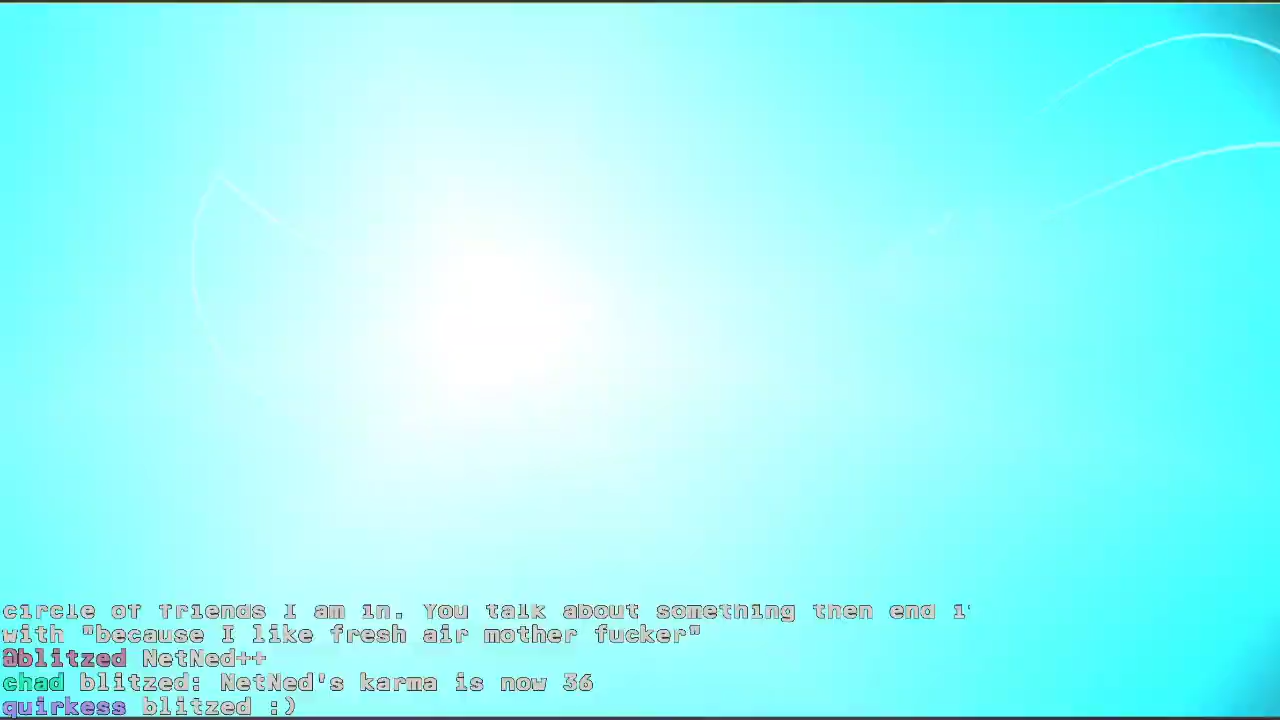 circle of friends I am in. You talk about something then end
with "because I like fresh air mother fucker"
@blitzed NetNed++
chad blitzed: NetNed's karma is now 36
quirkess blitzed :)